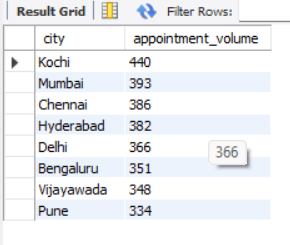 Result Grid Filter Rows:
city appointment_volume
Kochi 440
Mumbai 393
Chennai 386
Hyderabad 382
Delhi 366
366
Bengaluru 351
Vijayawada 348
Pune 334